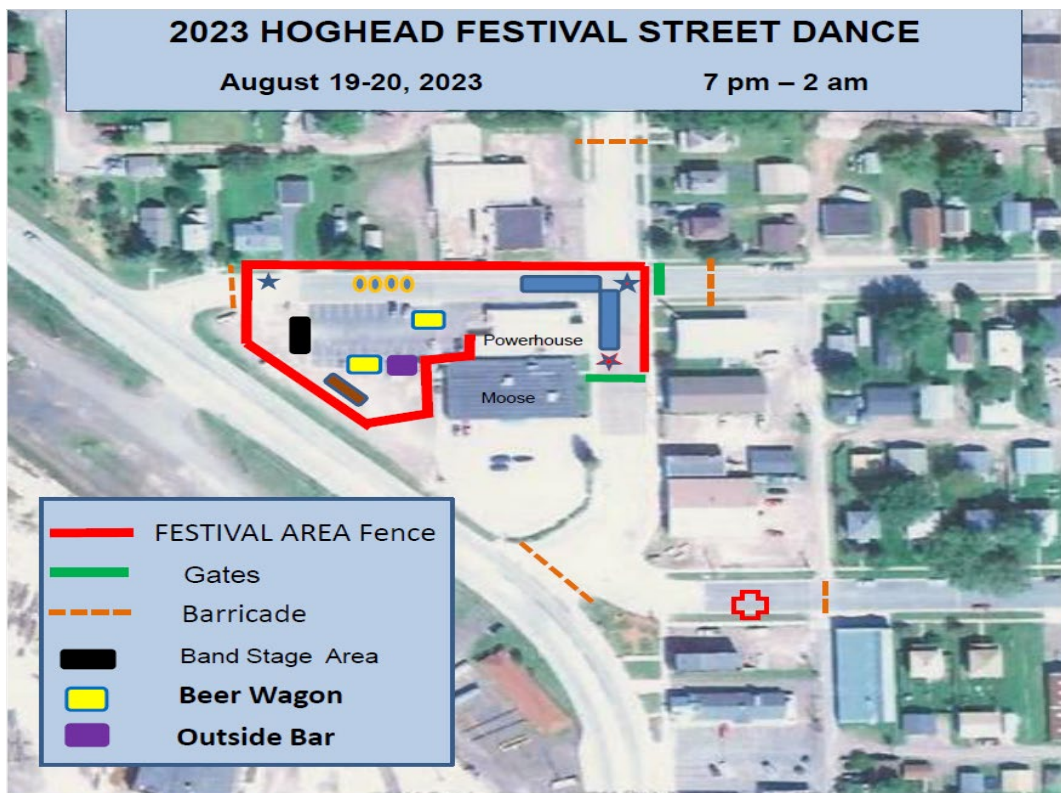 2023 HOGHEAD FESTIVAL STREET DANCE
August 19-20, 2023 7 pm – 2 am
Powerhouse
Moose
FESTIVAL AREA Fence
Gates
Barricade
Band Stage Area
Beer Wagon
Outside Bar